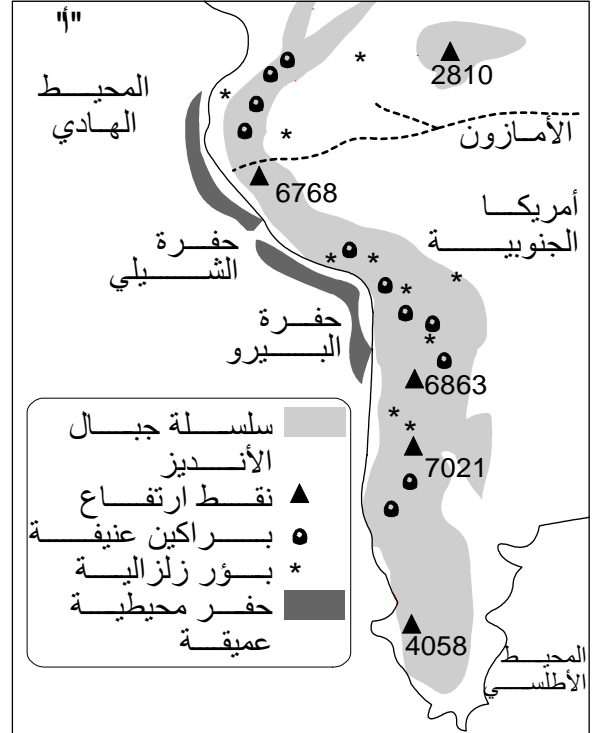 "أ"
2810
المحيط
الهادي
الأمازون
6768
أمريكا
الجنوبية
حفرة
الشيلي
حفرة
البيرو
6863
7021
سلسلة جبال
الأنديز
نقط ارتفاع
براكين عنيفة
بؤر زلزالية
حفر محيطية
عميقة
4058
المحيط
الأطلسي